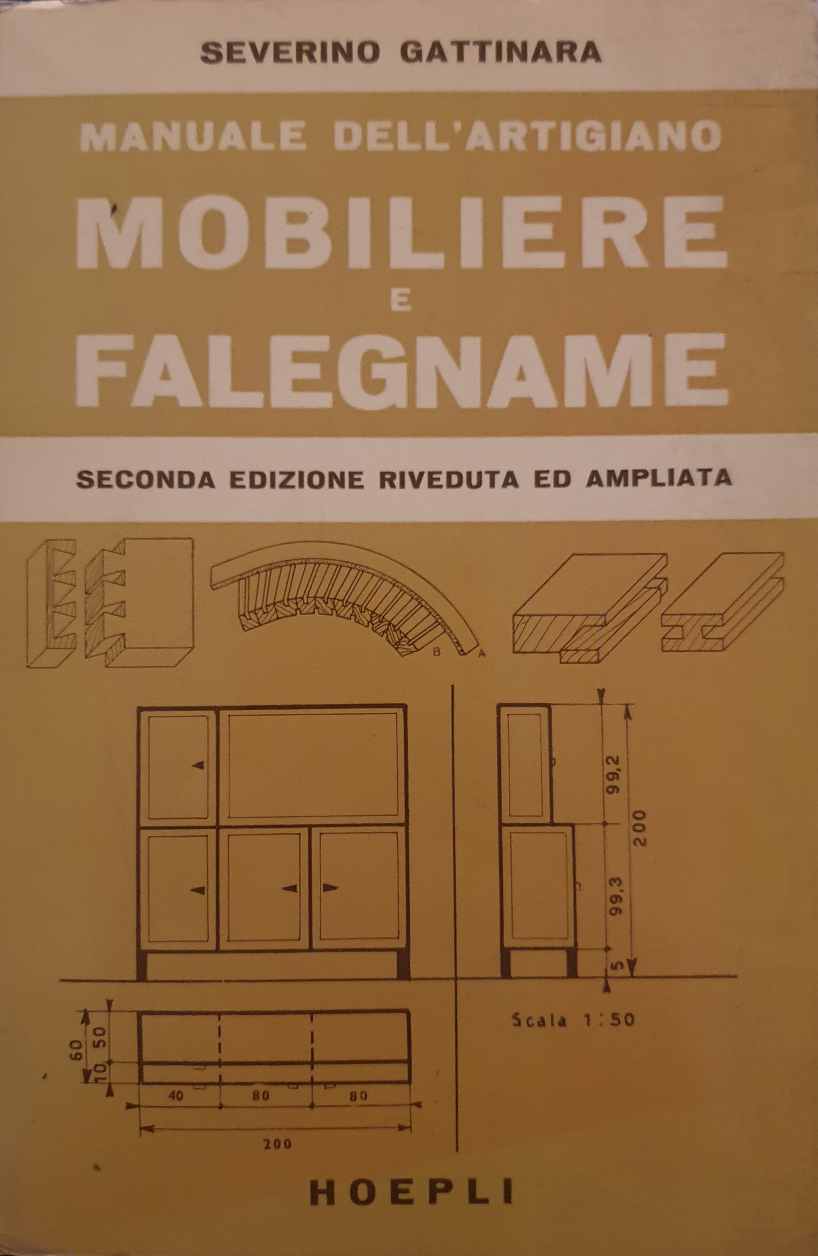 SEVERINO GATTINARA
MANUALE DELL'ARTIGIANO
MOBILIERE
E
FALEGNAME
SECONDA EDIZIONE RIVEDUTA ED AMPLIATA
B
A
99,2
200
99,3
5
Scala 1:50
60
50
10
40
80
80
200
HOEPLI